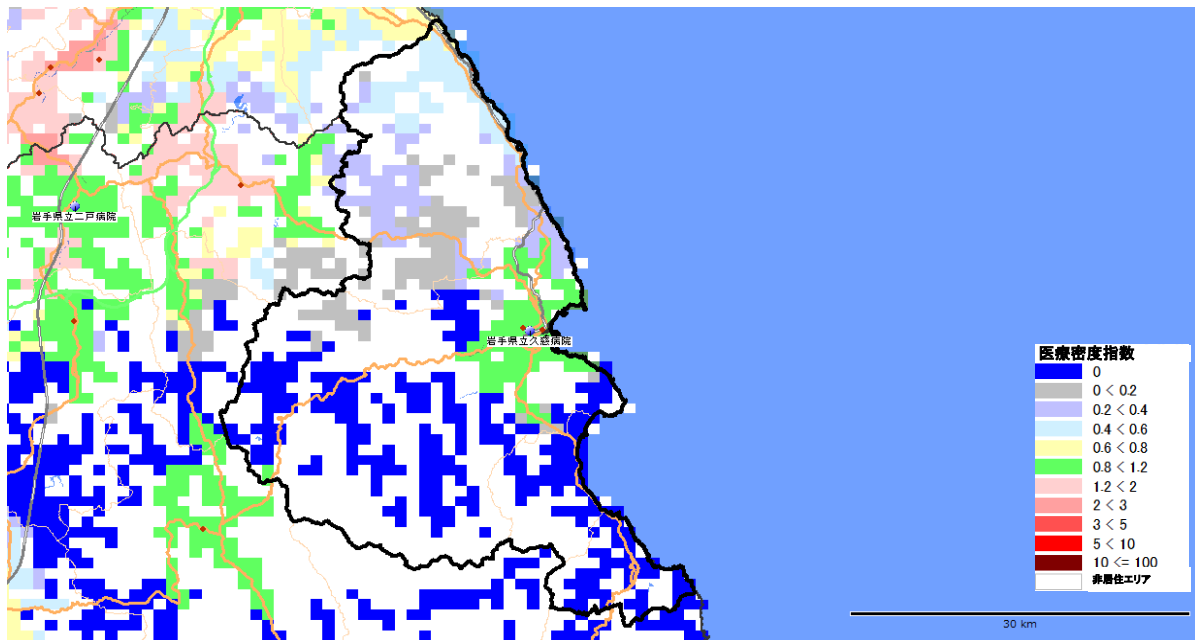 岩手県立二戸病院
岩手県立久慈病院
医療密度指数
0
0 < 0.2
0.2 < 0.4
0.4 < 0.6
0.6 < 0.8
0.8 < 1.2
1.2 < 2
2 < 3
3 < 5
5 < 10
10 <= 100
非居住エリア
30 km